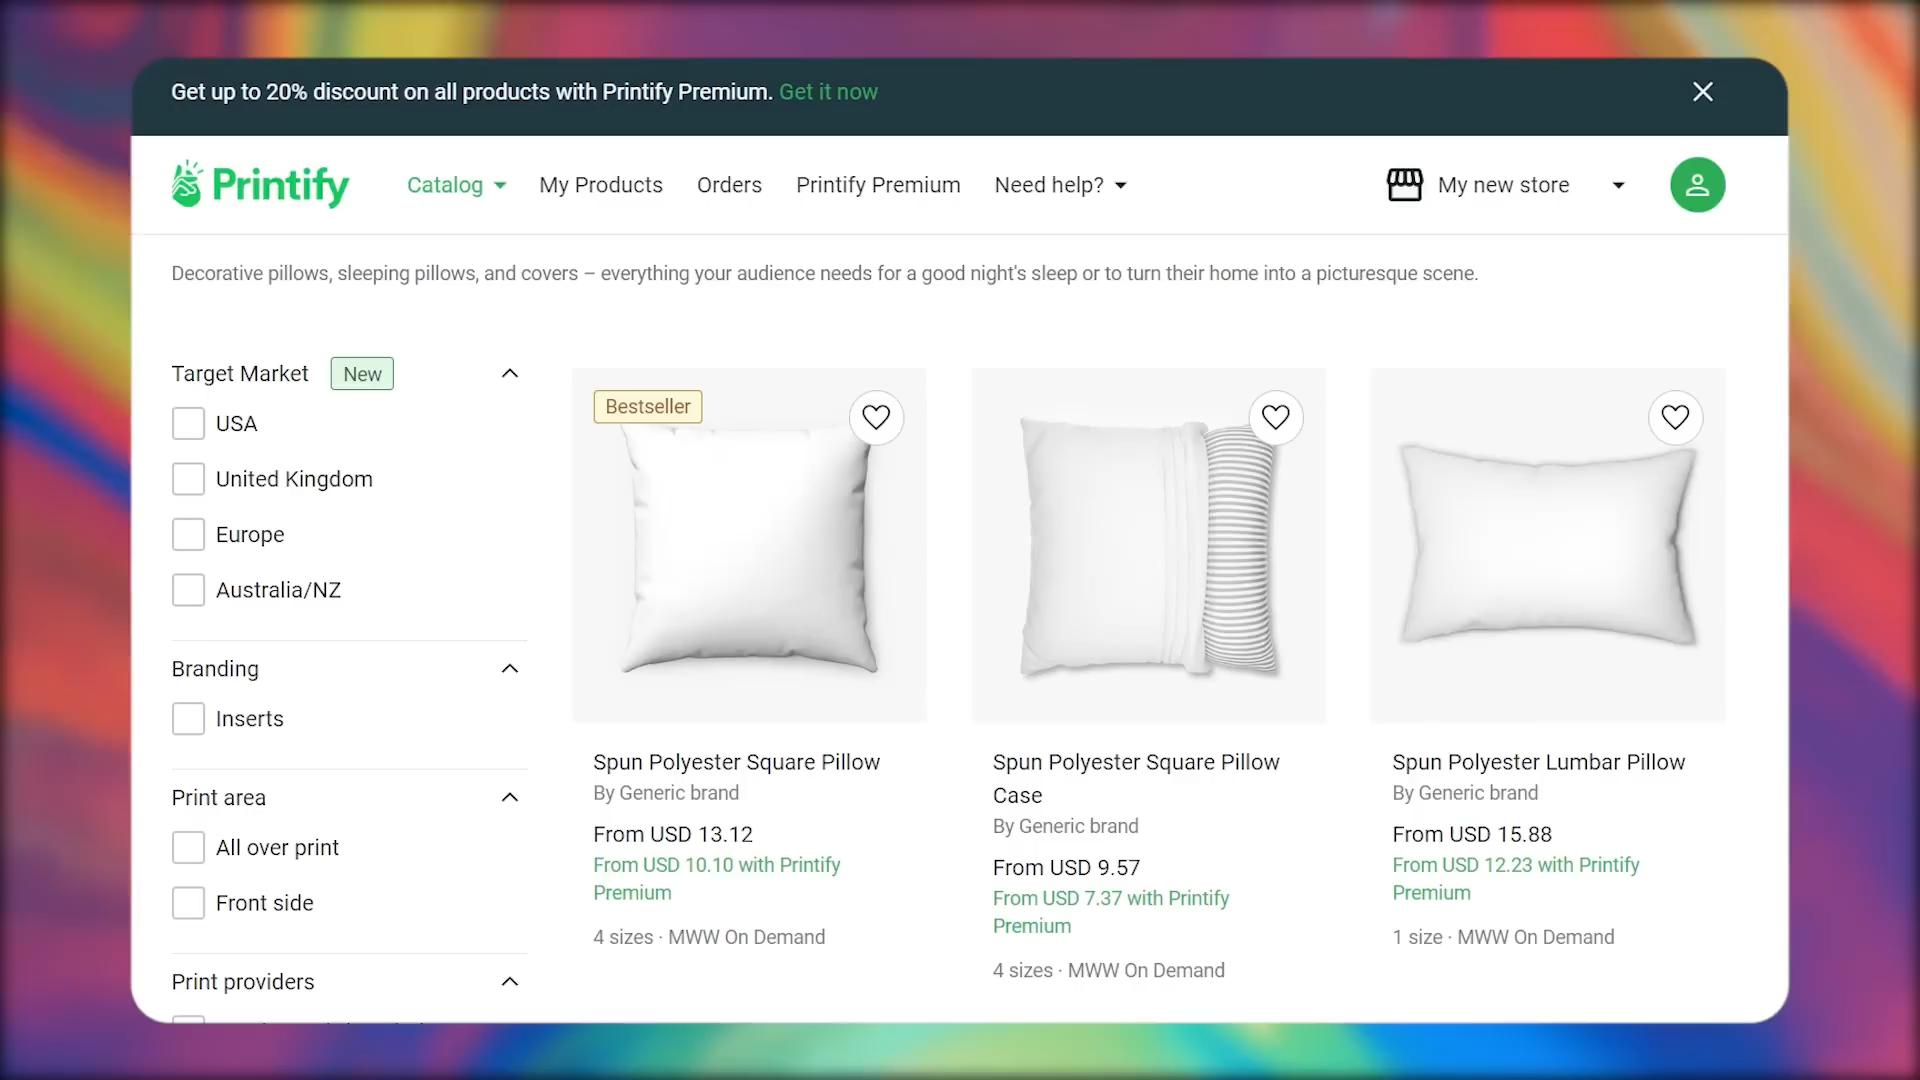 Get up to 20% discount on all products with Printify Premium. Get it now
Printify
Catalog
My Products
Orders
Printify Premium
Need help?
My new store
Decorative pillows, sleeping pillows, and covers – everything your audience needs for a good night's sleep or to turn their home into a picturesque scene.
Target Market
New
USA
United Kingdom
Europe
Australia/NZ
Branding
Inserts
Print area
All over print
Front side
Print providers
Bestseller
Spun Polyester Square Pillow
By Generic brand
From USD 13.12
From USD 10.10 with Printify
Premium
4 sizes · MWW On Demand
Spun Polyester Square Pillow
Case
By Generic brand
From USD 9.57
From USD 7.37 with Printify
Premium
4 sizes · MWW On Demand
Spun Polyester Lumbar Pillow
By Generic brand
From USD 15.88
From USD 12.23 with Printify
Premium
1 size · MWW On Demand